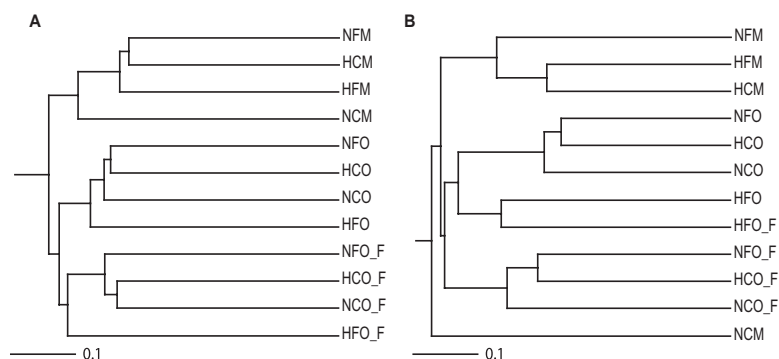 A
NFM
HCM
HFM
NCM
NFO
HCO
NCO
HFO
NFO_F
HCO_F
NCO_F
HFO_F
0.1
B
NFM
HFM
HCM
NFO
HCO
NCO
HFO
HFO_F
NFO_F
HCO_F
NCO_F
NCM
0.1